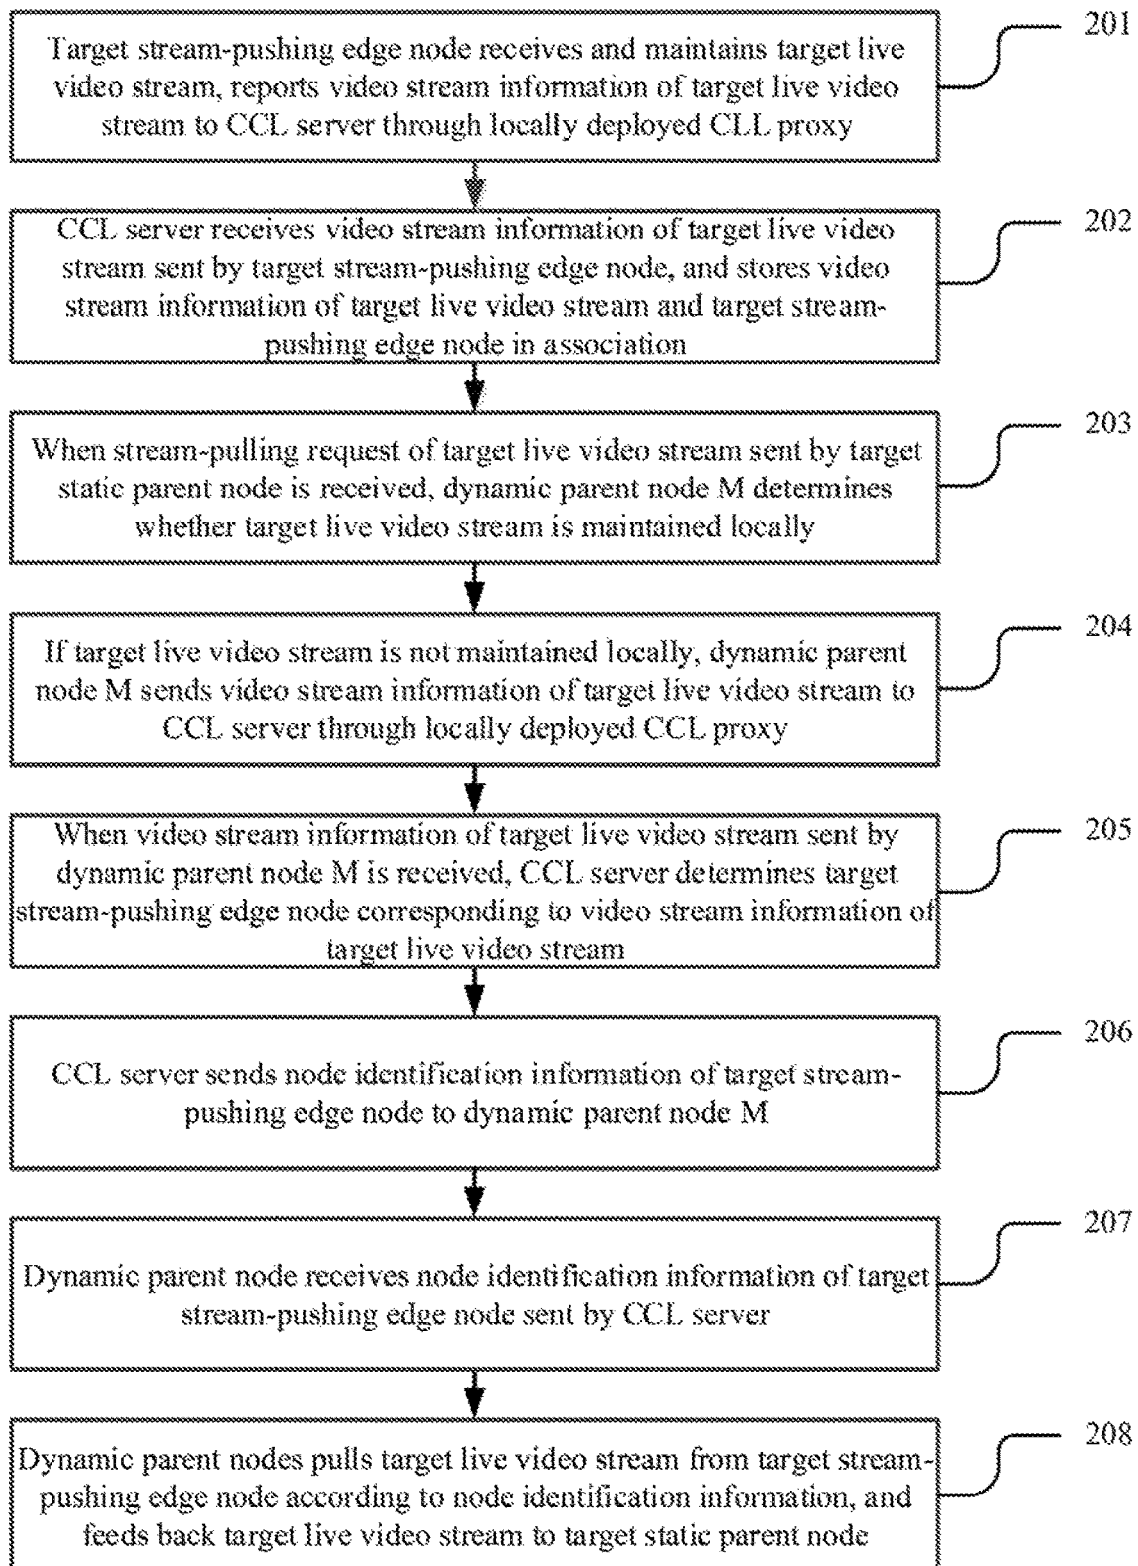 Target stream-pushing edge node receives and maintains target live
video stream, reports video stream information of target live video
stream to CCL server through locally deployed CLL proxy
201
CCL server receives video stream information of target live video
stream sent by target stream-pushing edge node, and stores video
stream information of target live video stream and target stream-
pushing edge node in association
202
When stream-pulling request of target live video stream sent by target
static parent node is received, dynamic parent node M determines
whether target live video stream is maintained locally
203
If target live video stream is not maintained locally, dynamic parent
node M sends video stream information of target live video stream to
CCL server through locally deployed CCL proxy
204
When video stream information of target live video stream sent by
dynamic parent node M is received, CCL server determines target
stream-pushing edge node corresponding to video stream information of
target live video stream
205
CCL server sends node identification information of target stream-
pushing edge node to dynamic parent node M
206
Dynamic parent node receives node identification information of target
stream-pushing edge node sent by CCL server
207
Dynamic parent nodes pulls target live video stream from target stream-
pushing edge node according to node identification information, and
feeds back target live video stream to target static parent node
208